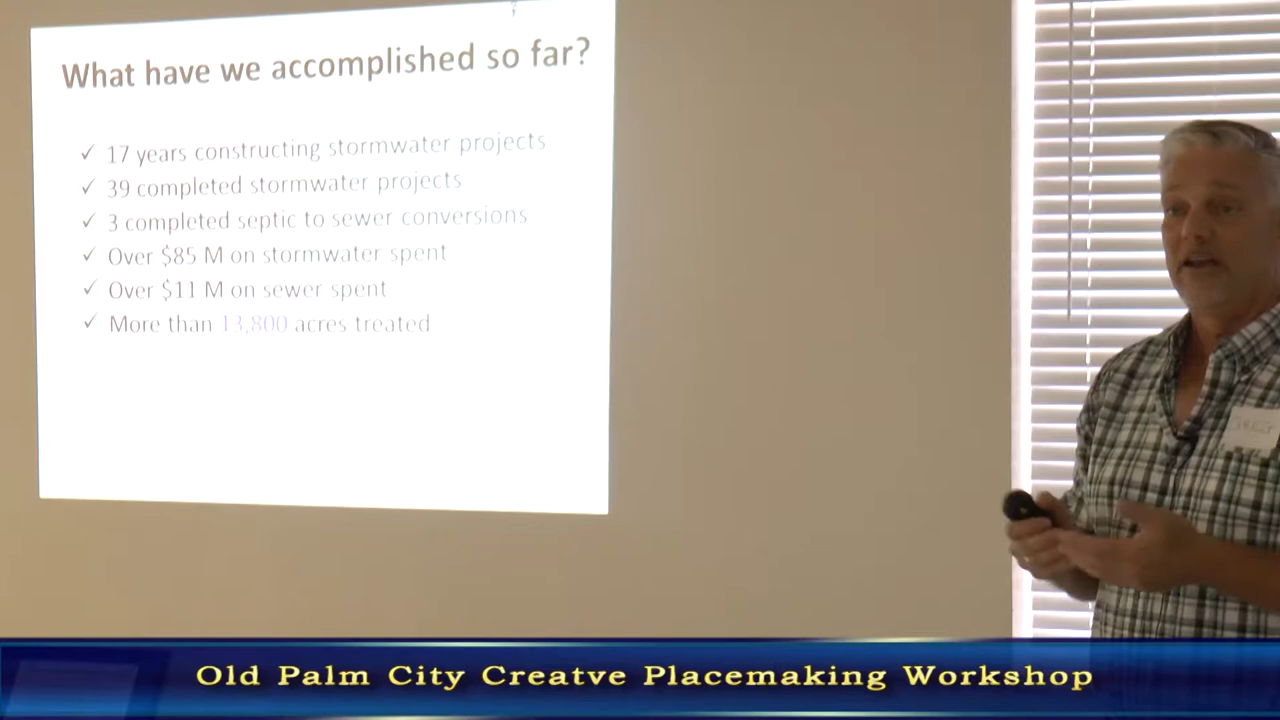 What have we accomplished so far?
✓ 17 years constructing stormwater projects
✓ 39 completed stormwater projects
✓ 3 completed septic to sewer conversions
✓ Over $85 M on stormwater spent
✓ Over $11 M on sewer spent
✓ More than 13,800 acres treated
Old Palm City Creatve Placemaking Workshop